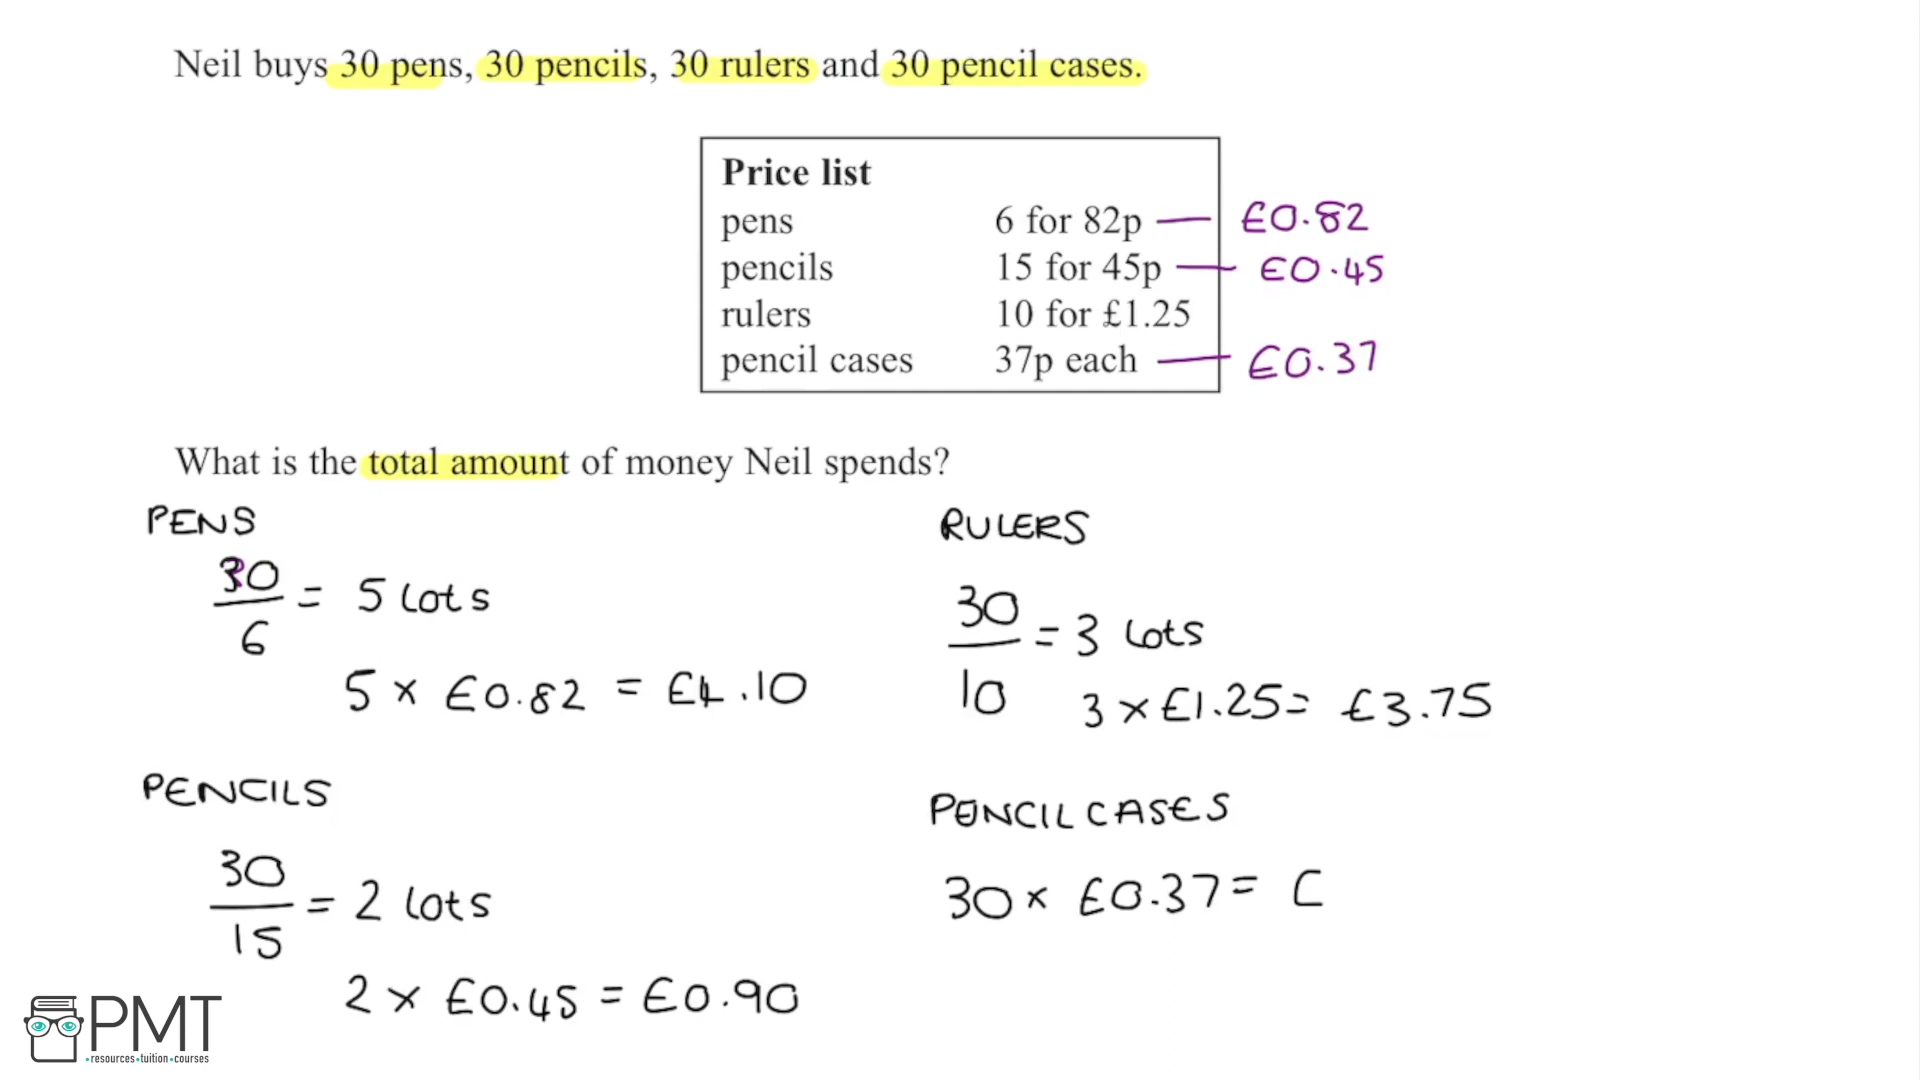 Neil buys 30 pens, 30 pencils, 30 rulers and 30 pencil cases.
Price list
pens 6 for 82p — £0.82
pencils 15 for 45p — £0.45
rulers 10 for £1.25
pencil cases 37p each — £0.37
What is the total amount of money Neil spends?
PENS
30/6 = 5 lots
5 × £0.82 = £4.10
PENCILS
30/15 = 2 lots
2 × £0.45 = £0.90
RULERS
30/10 = 3 lots
3 × £1.25 = £3.75
PENCIL CASES
30 × £0.37 =
PMT
•resources•tuition•courses